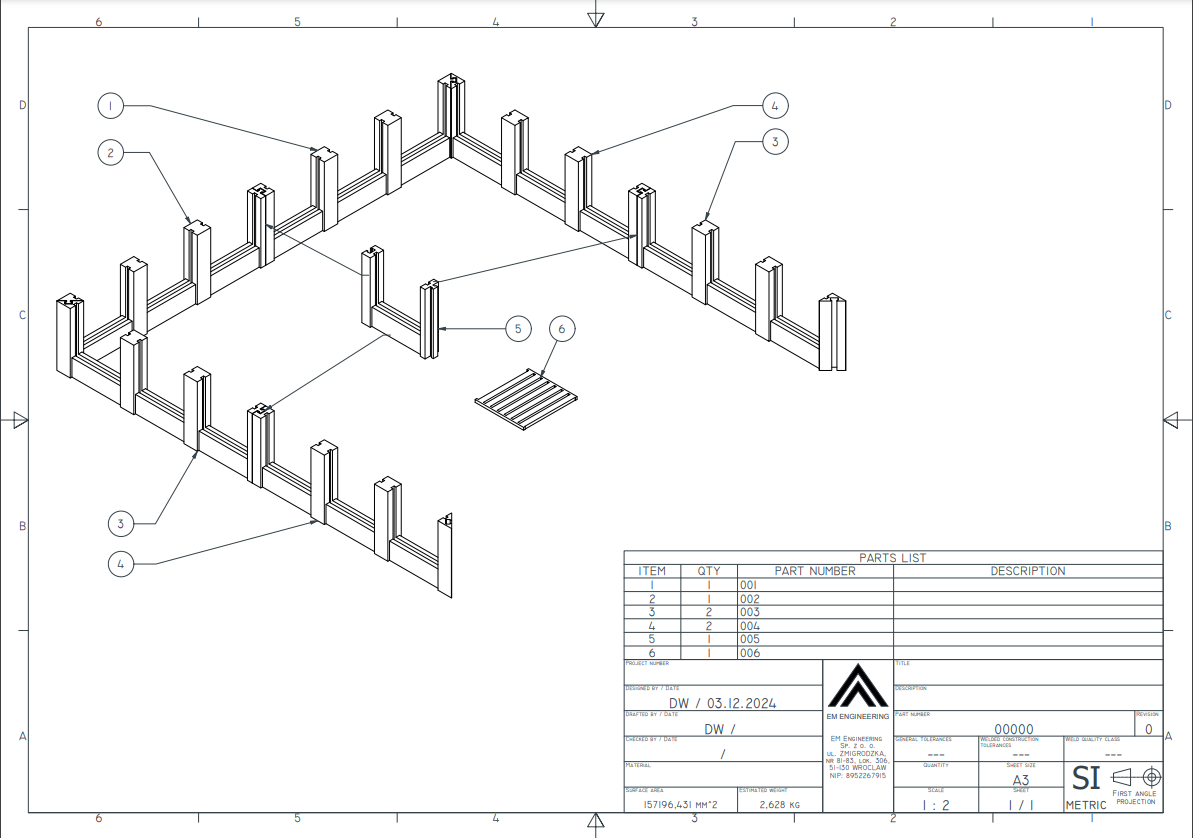 6 5 4 3 2 1
D D
1
2
4
3
C C
5 6
3
4
B B
PARTS LIST
ITEM QTY PART NUMBER DESCRIPTION
1 1 001
2 1 002
3 2 003
4 2 004
5 1 005
6 1 006
PROJECT NUMBER
TITLE
DESIGNED BY / DATE
DW / 03.12.2024
DESCRIPTION
DRAFTED BY / DATE
DW /
EM ENGINEERING
PART NUMBER
00000
REVISION
0
A A
CHECKED BY / DATE
/
EM ENGINEERING
SP. Z O. O.
UL. ZMIGRODZKA,
NR 81-83, LOK. 306,
51-130 WROCLAW
NIP: 8952267915
GENERAL TOLERANCES
---
WELDED CONSTRUCTION
TOLERANCES
---
WELD QUALITY CLASS
---
MATERIAL
QUANTITY
SHEET SIZE
A3
SURFACE AREA
157196,431 MM^2
ESTIMATED WEIGHT
2,628 KG
SCALE
1 : 2
SHEET
1 / 1
SI
METRIC
FIRST ANGLE
PROJECTION
6 5 4 3 2 1